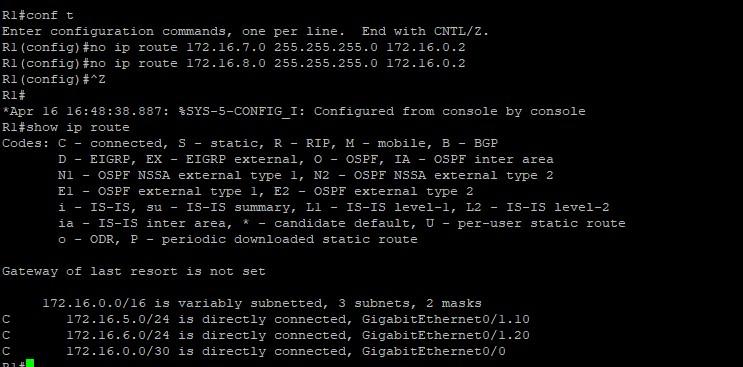 R1#conf t
Enter configuration commands, one per line.  End with CNTL/Z.
R1(config)#no ip route 172.16.7.0 255.255.255.0 172.16.0.2
R1(config)#no ip route 172.16.8.0 255.255.255.0 172.16.0.2
R1(config)#^Z
R1#
*Apr 16 16:48:38.887: %SYS-5-CONFIG_I: Configured from console by console
R1#show ip route
Codes: C - connected, S - static, R - RIP, M - mobile, B - BGP
       D - EIGRP, EX - EIGRP external, O - OSPF, IA - OSPF inter area
       N1 - OSPF NSSA external type 1, N2 - OSPF NSSA external type 2
       E1 - OSPF external type 1, E2 - OSPF external type 2
       i - IS-IS, su - IS-IS summary, L1 - IS-IS level-1, L2 - IS-IS level-2
       ia - IS-IS inter area, * - candidate default, U - per-user static route
       o - ODR, P - periodic downloaded static route
Gateway of last resort is not set
     172.16.0.0/16 is variably subnetted, 3 subnets, 2 masks
C       172.16.5.0/24 is directly connected, GigabitEthernet0/1.10
C       172.16.6.0/24 is directly connected, GigabitEthernet0/1.20
C       172.16.0.0/30 is directly connected, GigabitEthernet0/0
R1#